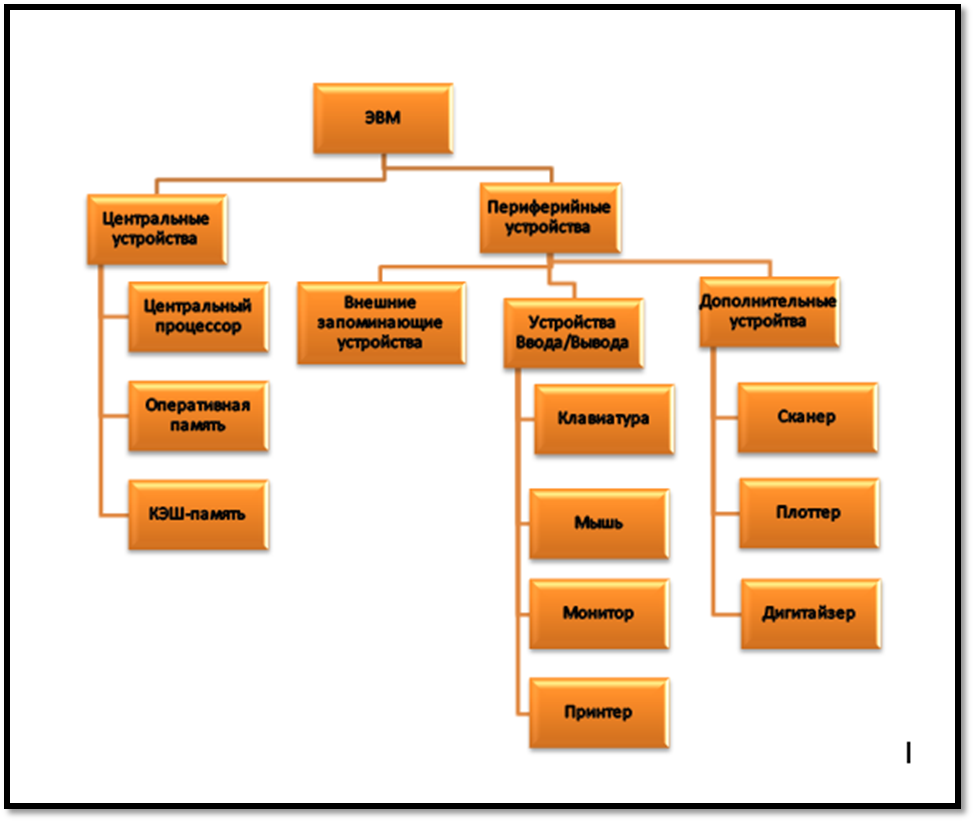 ЭВМ
Центральные
устройства
Периферийные
устройства
Центральный
процессор
Оперативная
память
КЭШ-память
Внешние
запоминающие
устройства
Устройства
Ввода/Вывода
Клавиатура
Мышь
Монитор
Принтер
Дополнительные
устройтва
Сканер
Плоттер
Дигитайзер